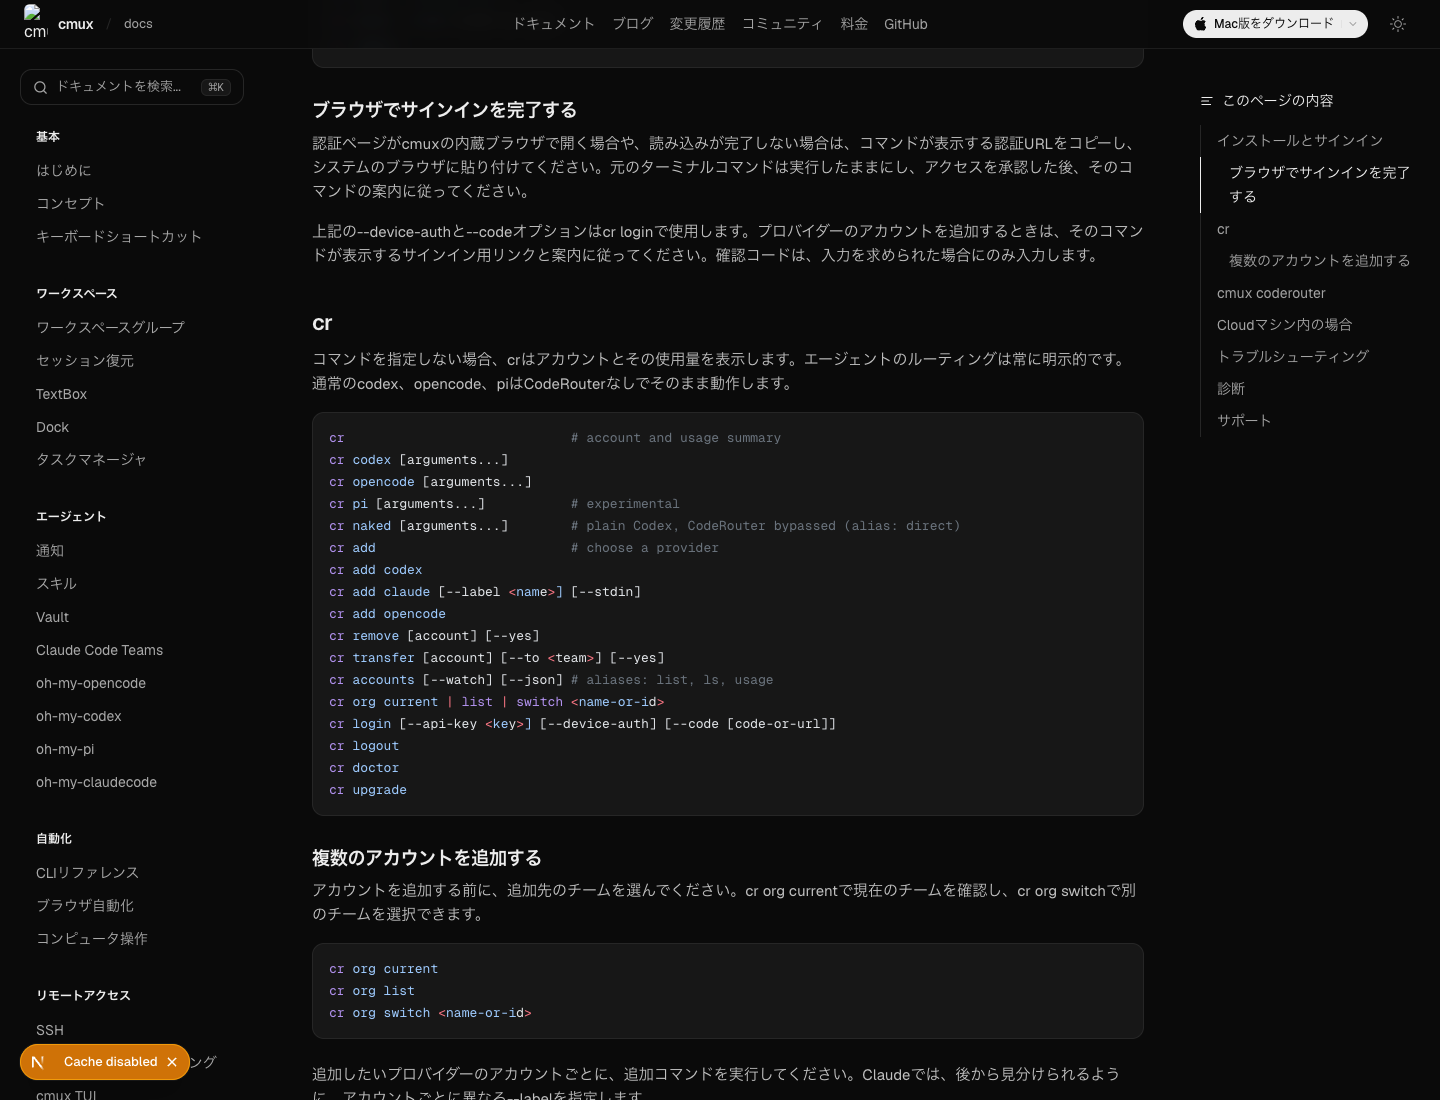 cmux / docs
ドキュメント ブログ 変更履歴 コミュニティ 料金 GitHub
Mac版をダウンロード
ドキュメントを検索... ⌘K
基本
はじめに
コンセプト
キーボードショートカット
ワークスペース
ワークスペースグループ
セッション復元
TextBox
Dock
タスクマネージャ
エージェント
通知
スキル
Vault
Claude Code Teams
oh-my-opencode
oh-my-codex
oh-my-pi
oh-my-claudecode
自動化
CLIリファレンス
ブラウザ自動化
コンピュータ操作
リモートアクセス
SSH
ング
cmux TUI
Cache disabled
ブラウザでサインインを完了する
認証ページがcmuxの内蔵ブラウザで開く場合や、読み込みが完了しない場合は、コマンドが表示する認証URLをコピーし、
システムのブラウザに貼り付けてください。元のターミナルコマンドは実行したままにし、アクセスを承認した後、そのコ
マンドの案内に従ってください。
上記の--device-authと--codeオプションはcr loginで使用します。プロバイダーのアカウントを追加するときは、そのコマン
ドが表示するサインイン用リンクと案内に従ってください。確認コードは、入力を求められた場合にのみ入力します。
cr
コマンドを指定しない場合、crはアカウントとその使用量を表示します。エージェントのルーティングは常に明示的です。
通常のcodex、opencode、piはCodeRouterなしでそのまま動作します。
cr # account and usage summary
cr codex [arguments...]
cr opencode [arguments...]
cr pi [arguments...] # experimental
cr naked [arguments...] # plain Codex, CodeRouter bypassed (alias: direct)
cr add # choose a provider
cr add codex
cr add claude [--label <name>] [--stdin]
cr add opencode
cr remove [account] [--yes]
cr transfer [account] [--to <team>] [--yes]
cr accounts [--watch] [--json] # aliases: list, ls, usage
cr org current | list | switch <name-or-id>
cr login [--api-key <key>] [--device-auth] [--code [code-or-url]]
cr logout
cr doctor
cr upgrade
複数のアカウントを追加する
アカウントを追加する前に、追加先のチームを選んでください。cr org currentで現在のチームを確認し、cr org switchで別
のチームを選択できます。
cr org current
cr org list
cr org switch <name-or-id>
追加したいプロバイダーのアカウントごとに、追加コマンドを実行してください。Claudeでは、後から見分けられるよう
に、アカウントごとに異なる--labelを指定します。
このページの内容
インストールとサインイン
ブラウザでサインインを完了
する
cr
複数のアカウントを追加する
cmux coderouter
Cloudマシン内の場合
トラブルシューティング
診断
サポート